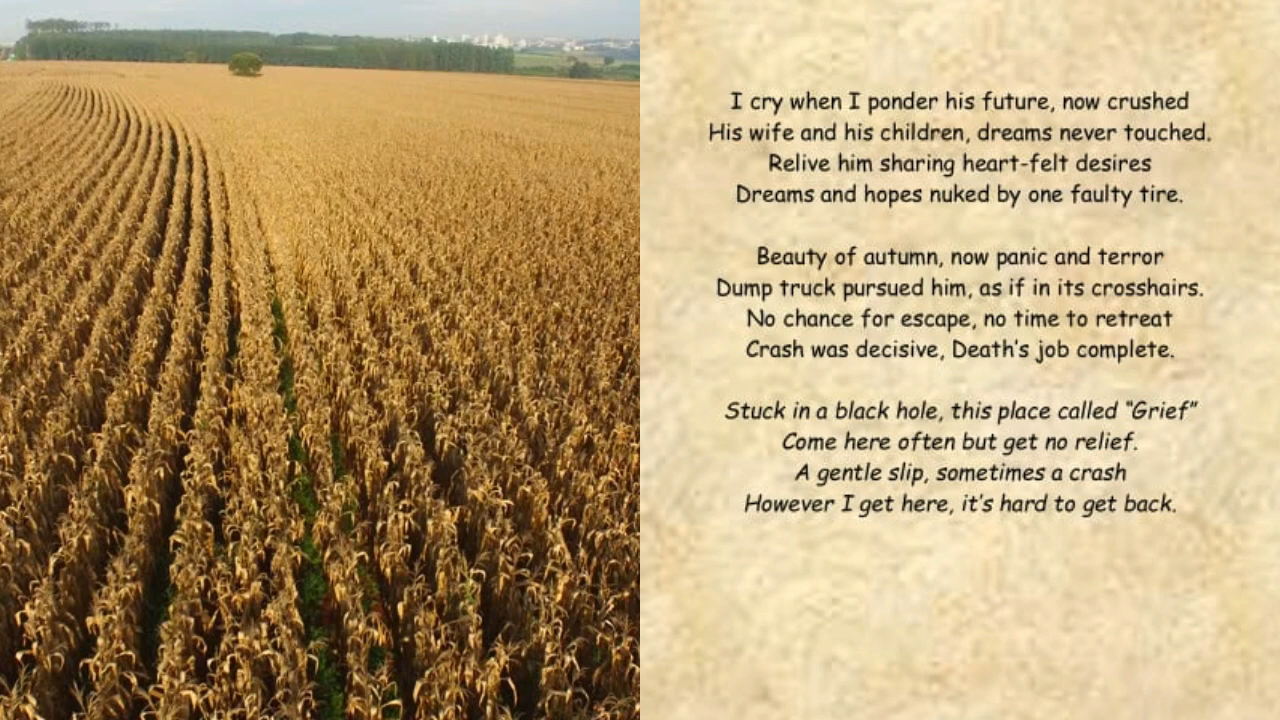 I cry when I ponder his future, now crushed
His wife and his children, dreams never touched.
Relive him sharing heart-felt desires
Dreams and hopes nuked by one faulty tire.
Beauty of autumn, now panic and terror
Dump truck pursued him, as if in its crosshairs.
No chance for escape, no time to retreat
Crash was decisive, Death's job complete.
Stuck in a black hole, this place called “Grief”
Come here often but get no relief.
A gentle slip, sometimes a crash
However I get here, it's hard to get back.